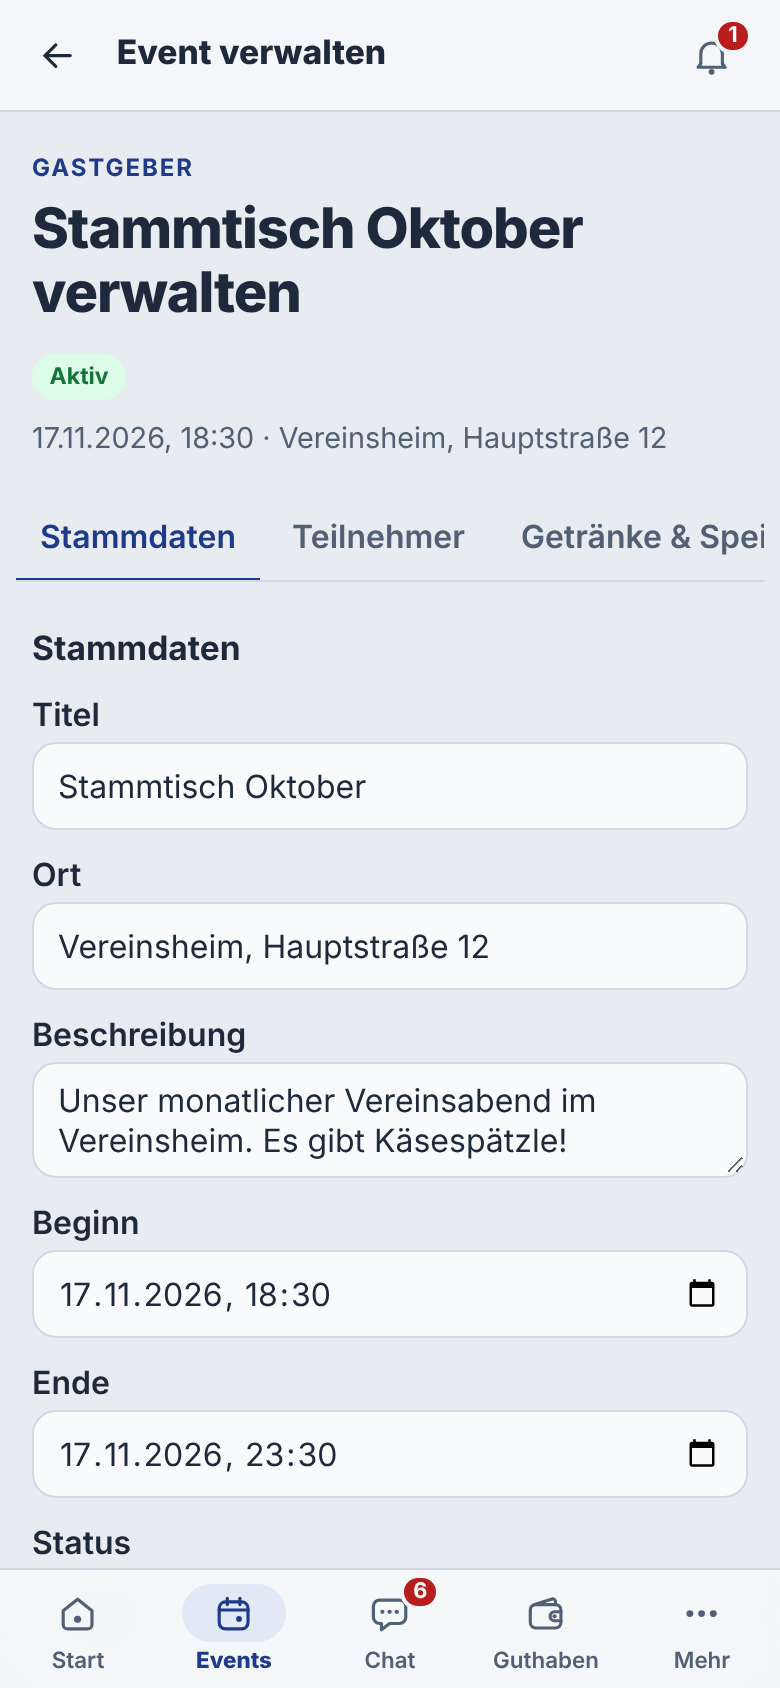 Event verwalten
1
GASTGEBER
Stammtisch Oktober
verwalten
Aktiv
17.11.2026, 18:30 · Vereinsheim, Hauptstraße 12
Stammdaten
Teilnehmer
Getränke & Spei
Stammdaten
Titel
Stammtisch Oktober
Ort
Vereinsheim, Hauptstraße 12
Beschreibung
Unser monatlicher Vereinsabend im
Vereinsheim. Es gibt Käsespätzle!
Beginn
17.11.2026, 18:30
Ende
17.11.2026, 23:30
Status
6
Start
Events
Chat
Guthaben
Mehr